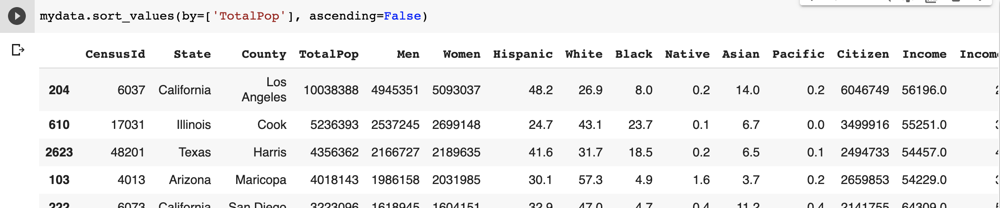 mydata.sort_values(by=['TotalPop'], ascending=False)
CensusId State County TotalPop Men Women Hispanic White Black Native Asian Pacific Citizen Income
204 6037 California Los Angeles 10038388 4945351 5093037 48.2 26.9 8.0 0.2 14.0 0.2 6046749 56196.0
610 17031 Illinois Cook 5236393 2537245 2699148 24.7 43.1 23.7 0.1 6.7 0.0 3499916 55251.0
2623 48201 Texas Harris 4356362 2166727 2189635 41.6 31.7 18.5 0.2 6.5 0.1 2494733 54457.0
103 4013 Arizona Maricopa 4018143 1986158 2031985 30.1 57.3 4.9 1.6 3.7 0.2 2659853 54229.0
222 6073 California San Diego 3223096 1618945 1604151 32.9 47.0 4.7 0.4 11.2 0.4 2141755 64309.0